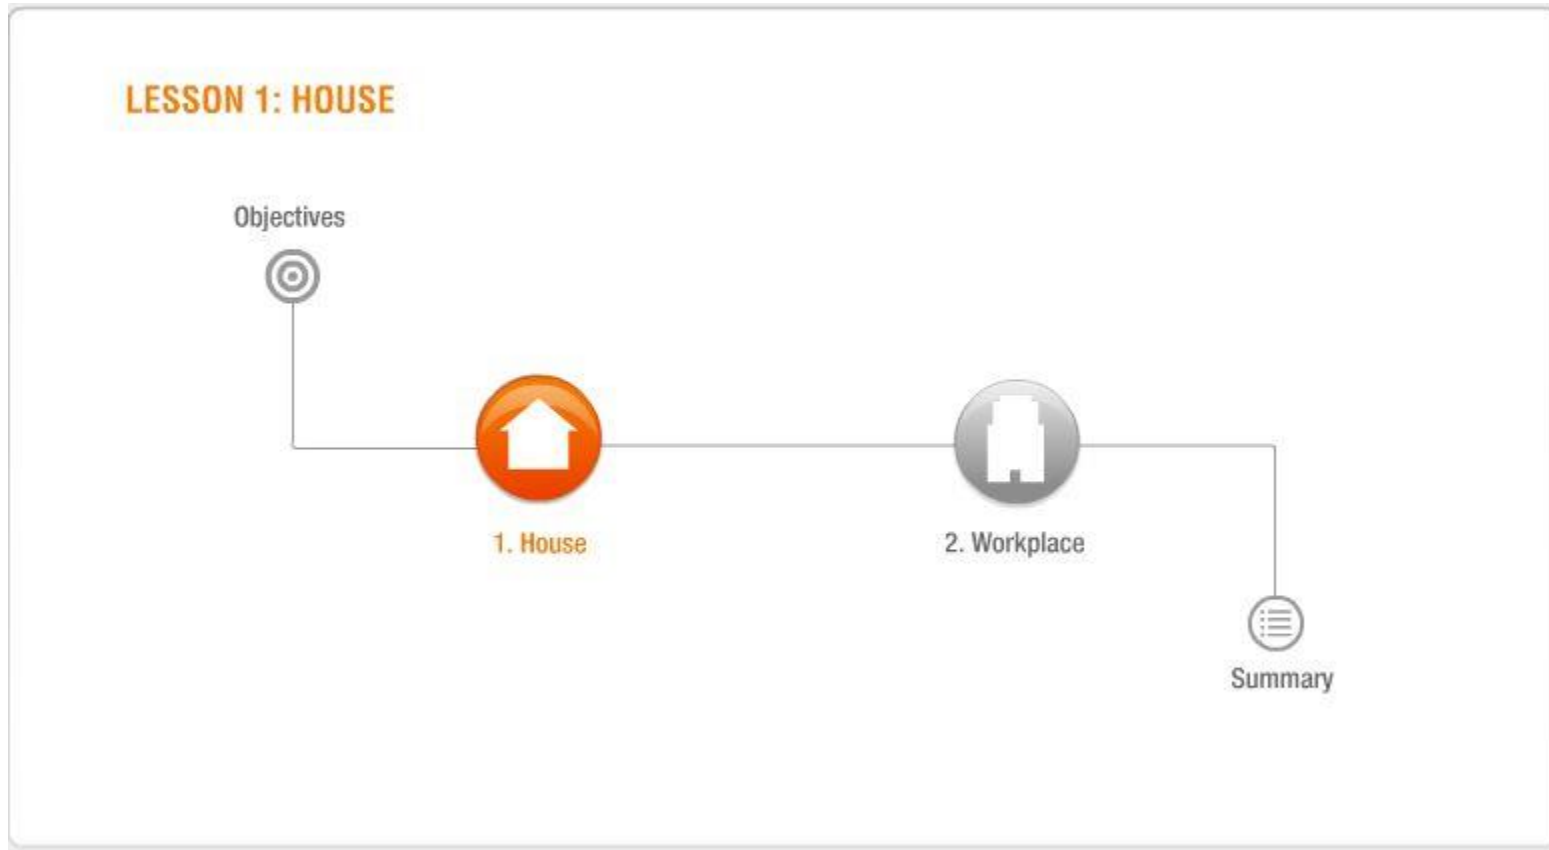 LESSON 1: HOUSE
Objectives
1. House
2. Workplace
Summary